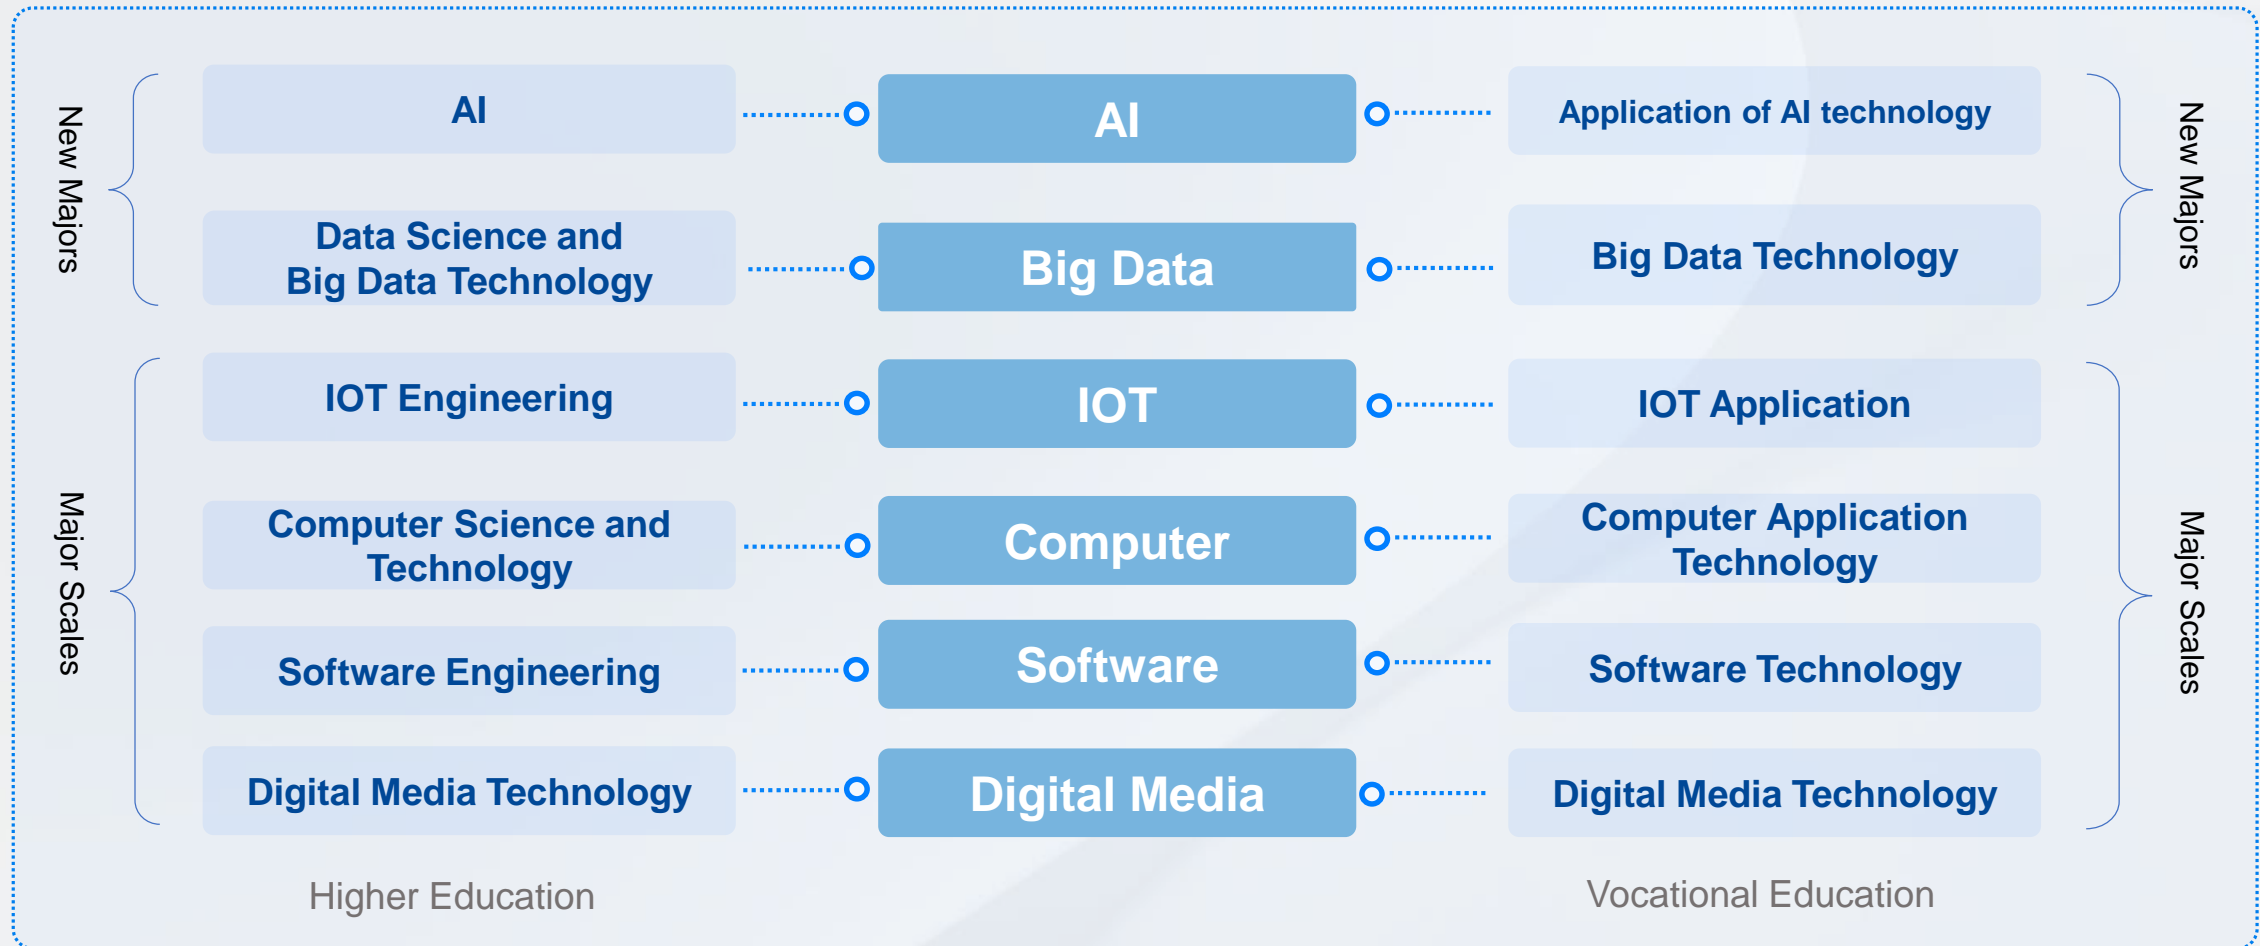 New Majors
AI
AI
Application of AI technology
New Majors
Data Science and
Big Data Technology
Big Data
Big Data Technology
IOT Engineering
IOT
IOT Application
Major Scales
Computer Science and
Technology
Computer
Computer Application
Technology
Major Scales
Software Engineering
Software
Software Technology
Digital Media Technology
Digital Media
Digital Media Technology
Higher Education
Vocational Education